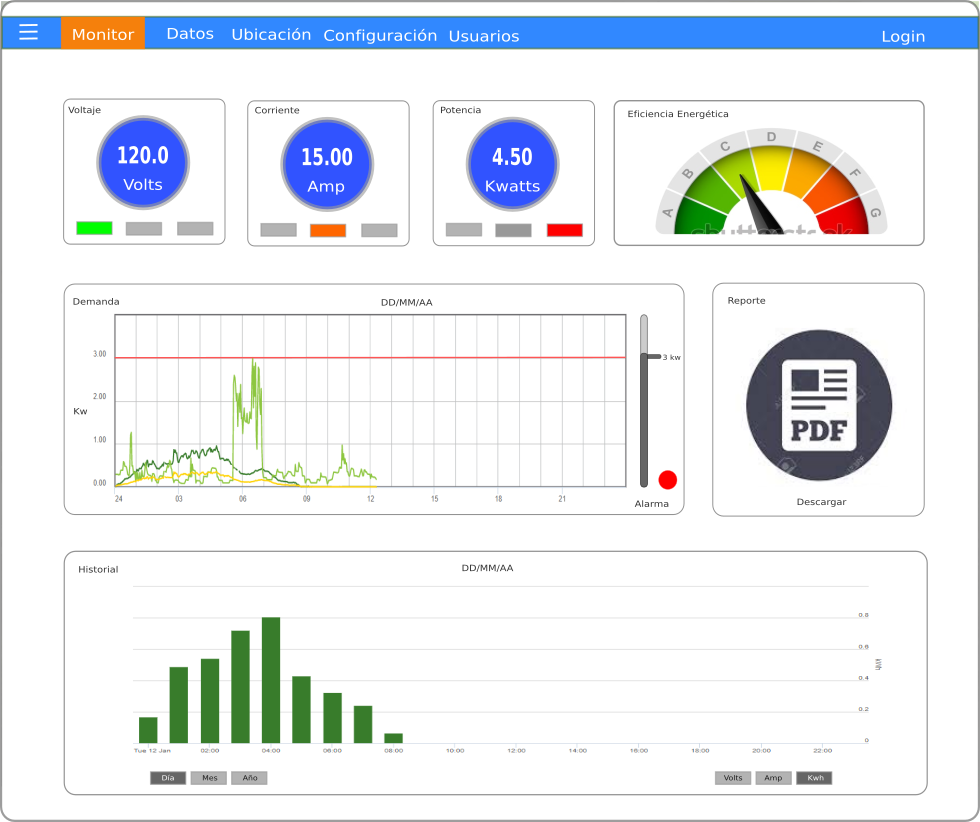 Monitor Datos Ubicación Configuración Usuarios Login
Voltaje
120.0
Volts
Corriente
15.00
Amp
Potencia
4.50
Kwatts
Eficiencia Energética
A B C D E F G
shutterstock
Demanda DD/MM/AA
3.00
2.00
Kw
1.00
0.00
24 03 06 09 12 15 18 21
3 kw
Alarma
Reporte
PDF
Descargar
Historial DD/MM/AA
0.8
0.6
kWh
0.4
0.2
0
Tue 12 Jan 02:00 04:00 06:00 08:00 10:00 12:00 14:00 16:00 18:00 20:00 22:00
Día Mes Año Volts Amp Kwh